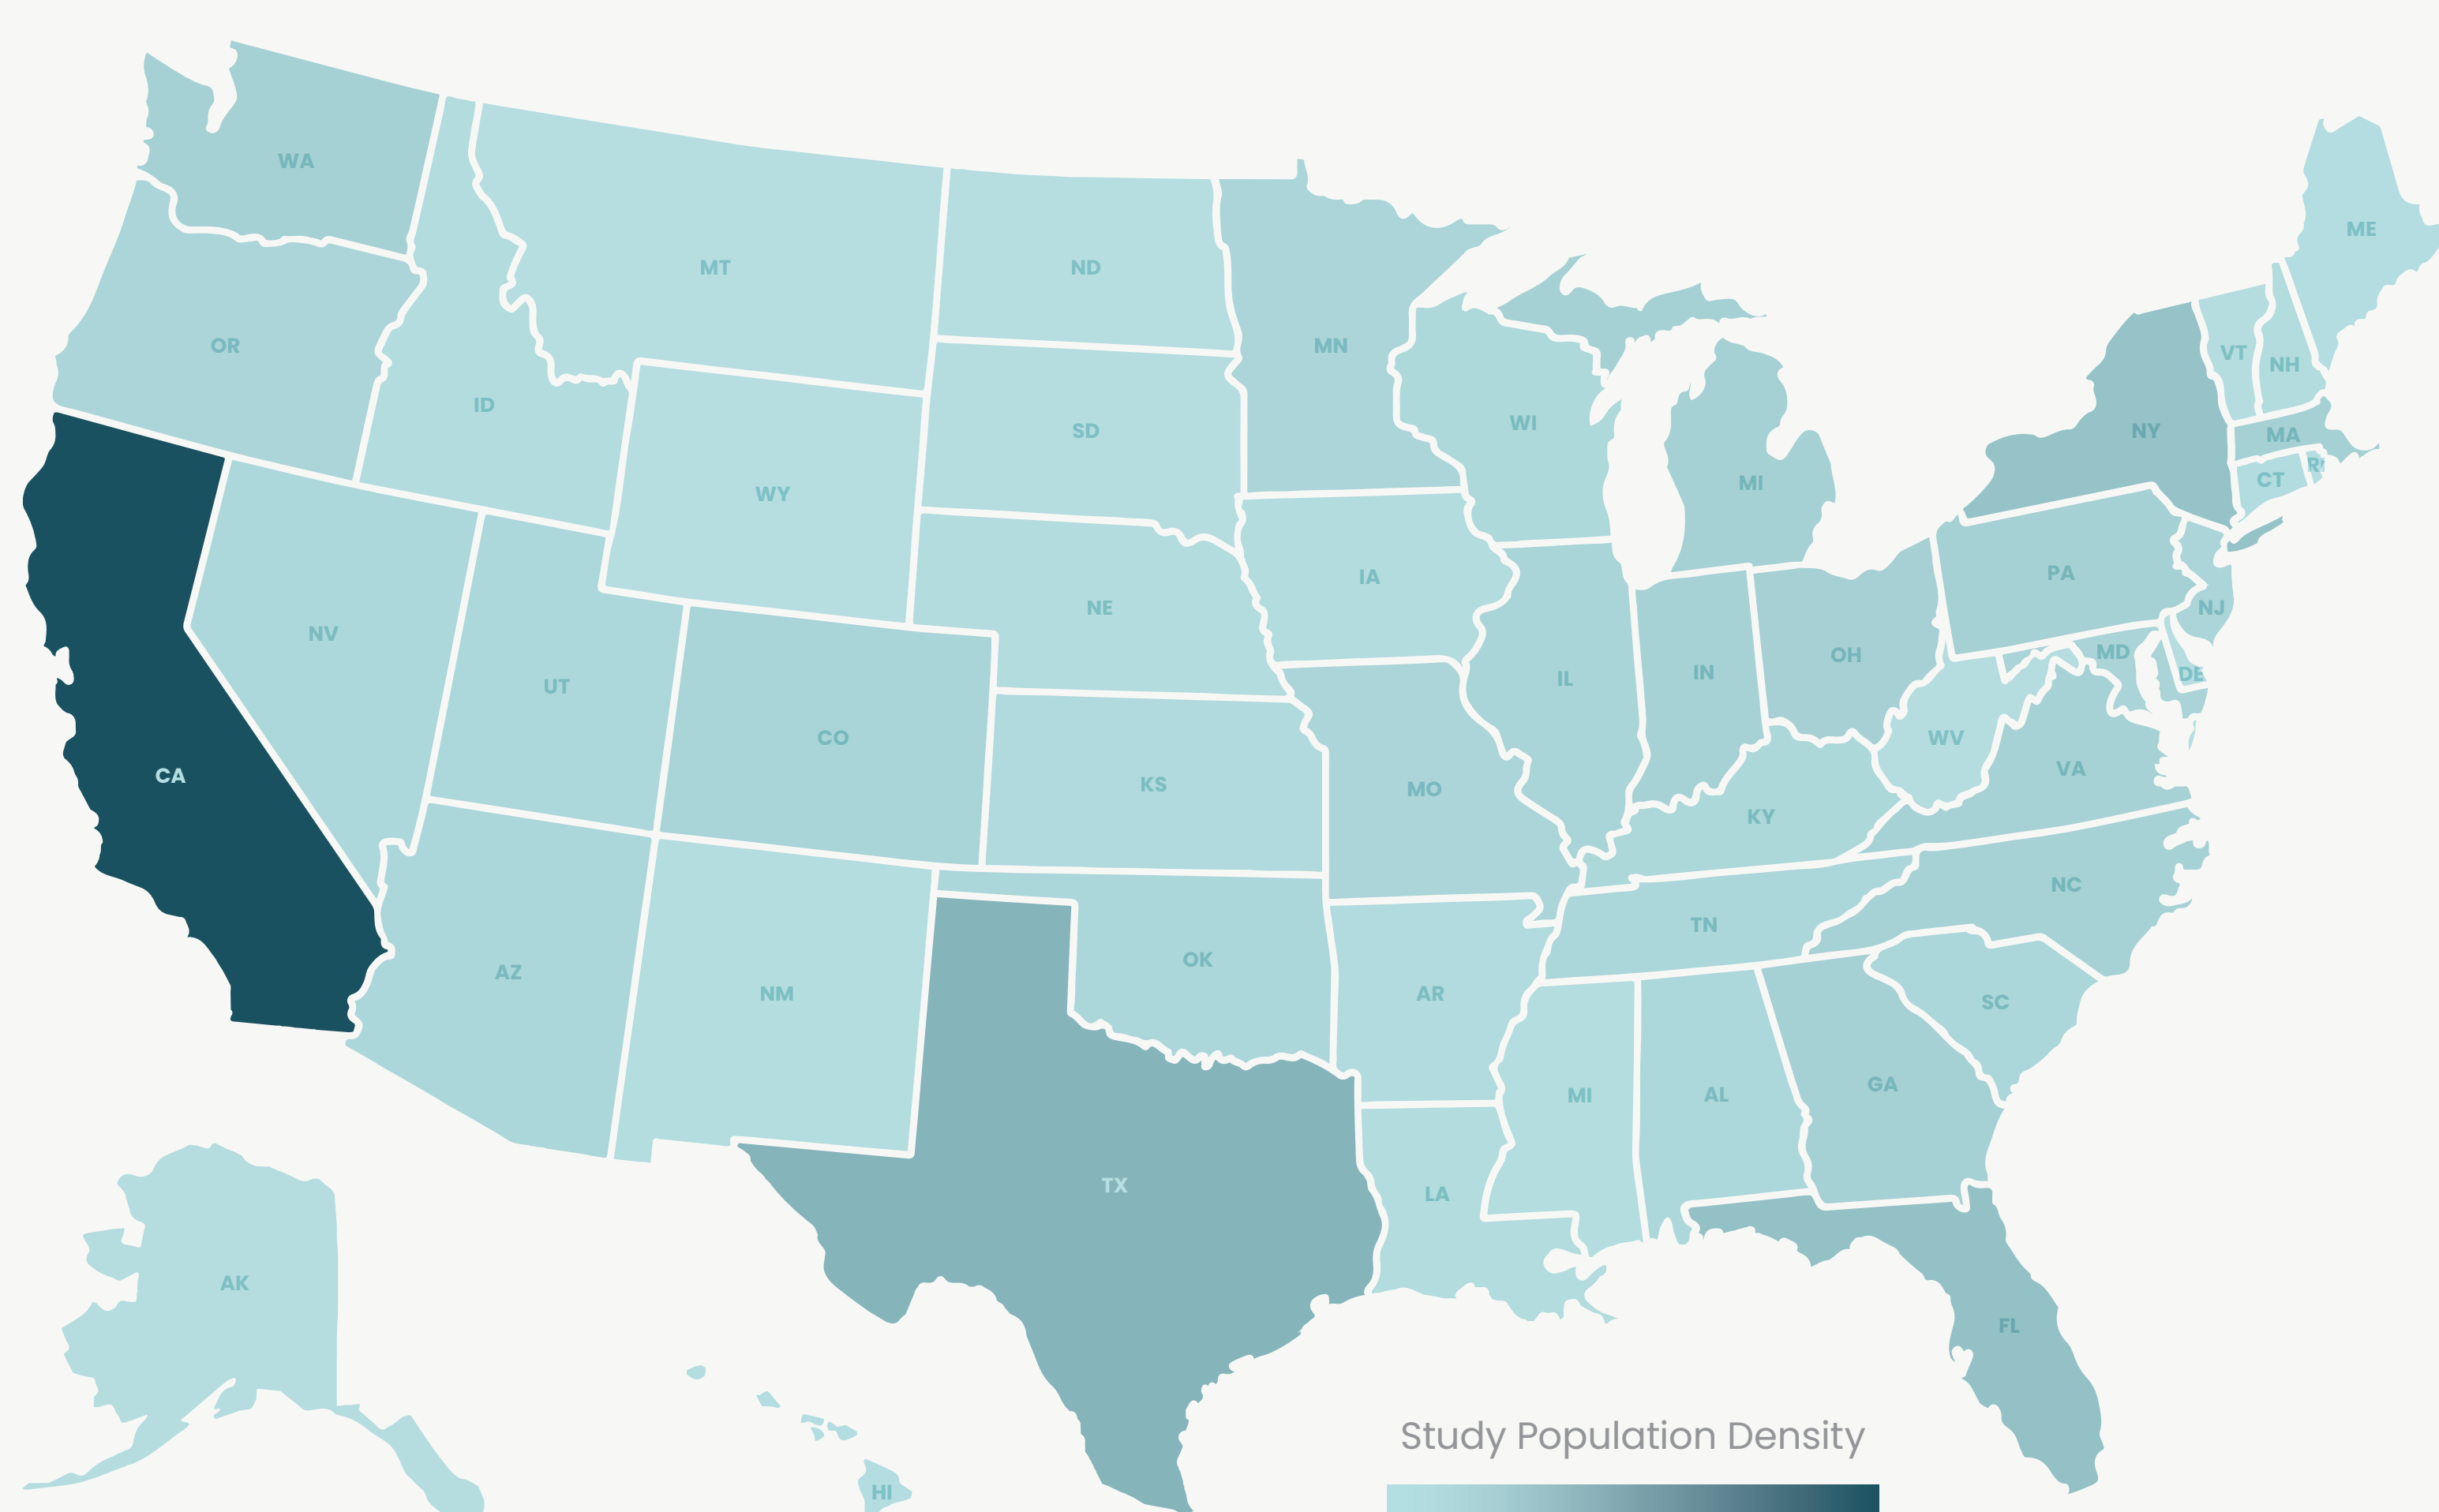 WA
ME
MT
ND
OR
MN
VT
NH
ID
WI
SD
NY
MA
RI
CT
MI
WY
PA
IA
NE
NJ
NV
MD
OH
IN
DE
IL
UT
CO
WV
VA
CA
KS
MO
KY
NC
TN
OK
AZ
NM
AR
SC
GA
MI
AL
TX
LA
AK
FL
Study Population Density
HI